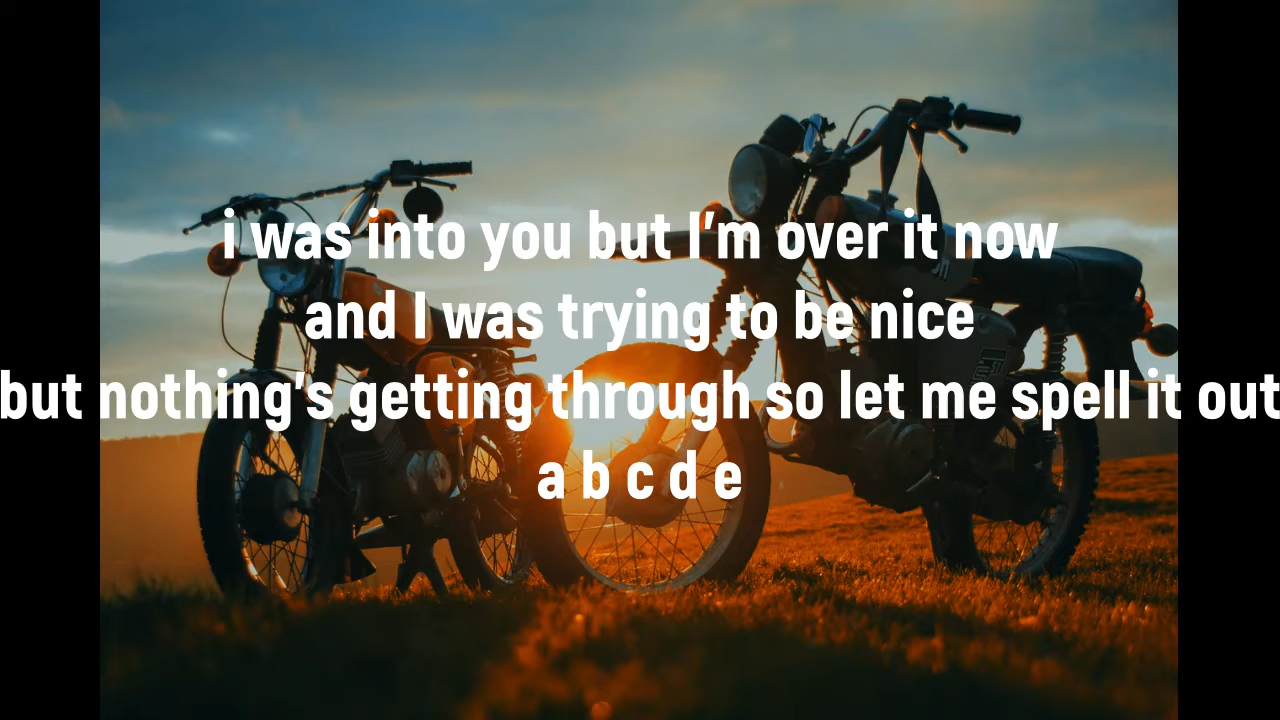 i was into you but I'm over it now
and I was trying to be nice
but nothing's getting through so let me spell it out
a b c d e